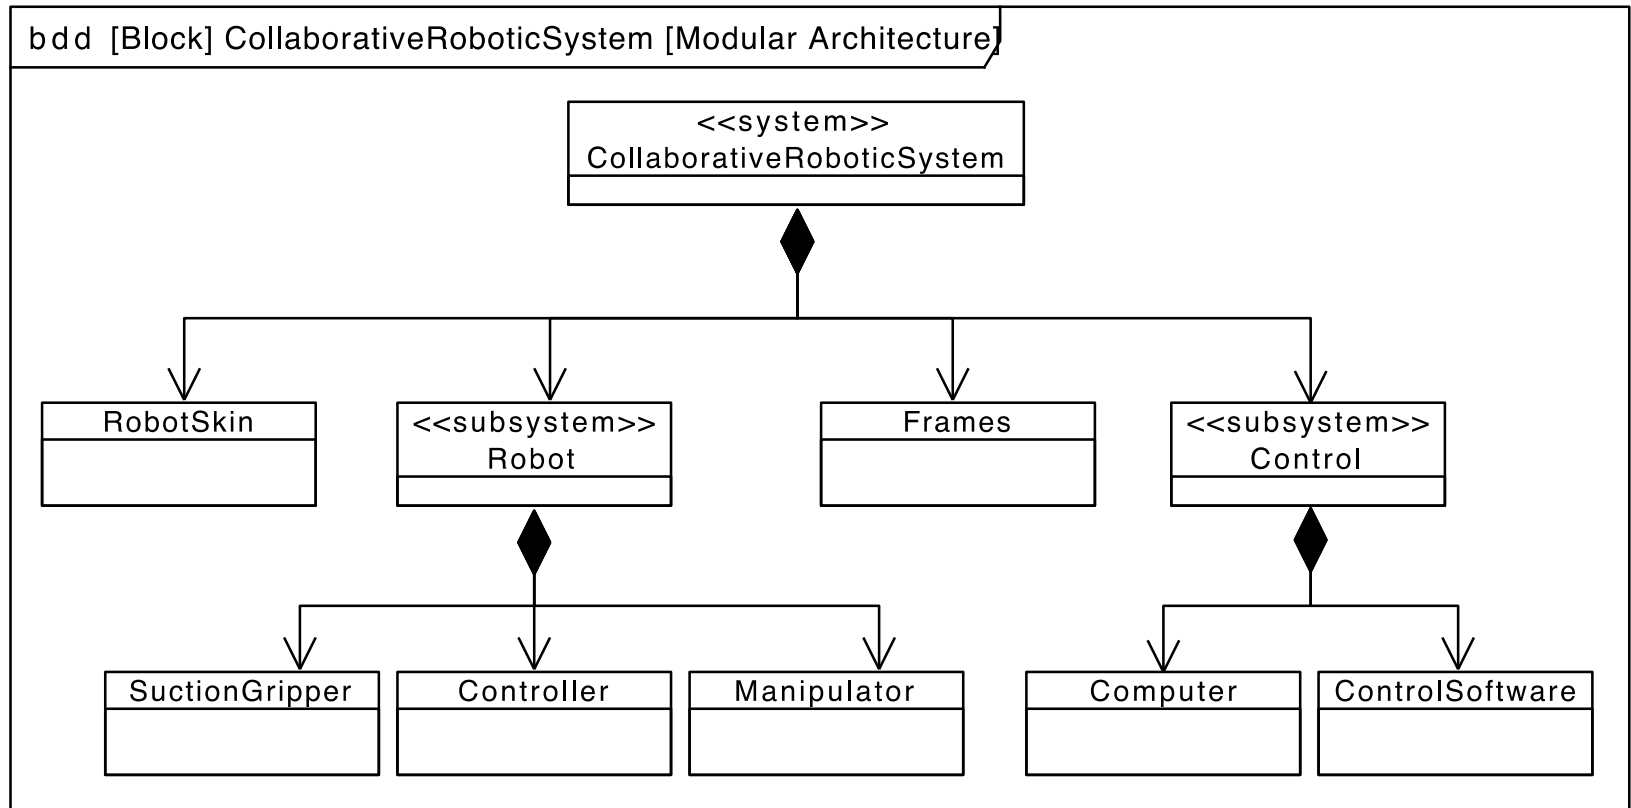 bdd [Block] CollaborativeRoboticSystem [Modular Architecture]
<<system>>
CollaborativeRoboticSystem
RobotSkin
<<subsystem>>
Robot
Frames
<<subsystem>>
Control
SuctionGripper
Controller
Manipulator
Computer
ControlSoftware